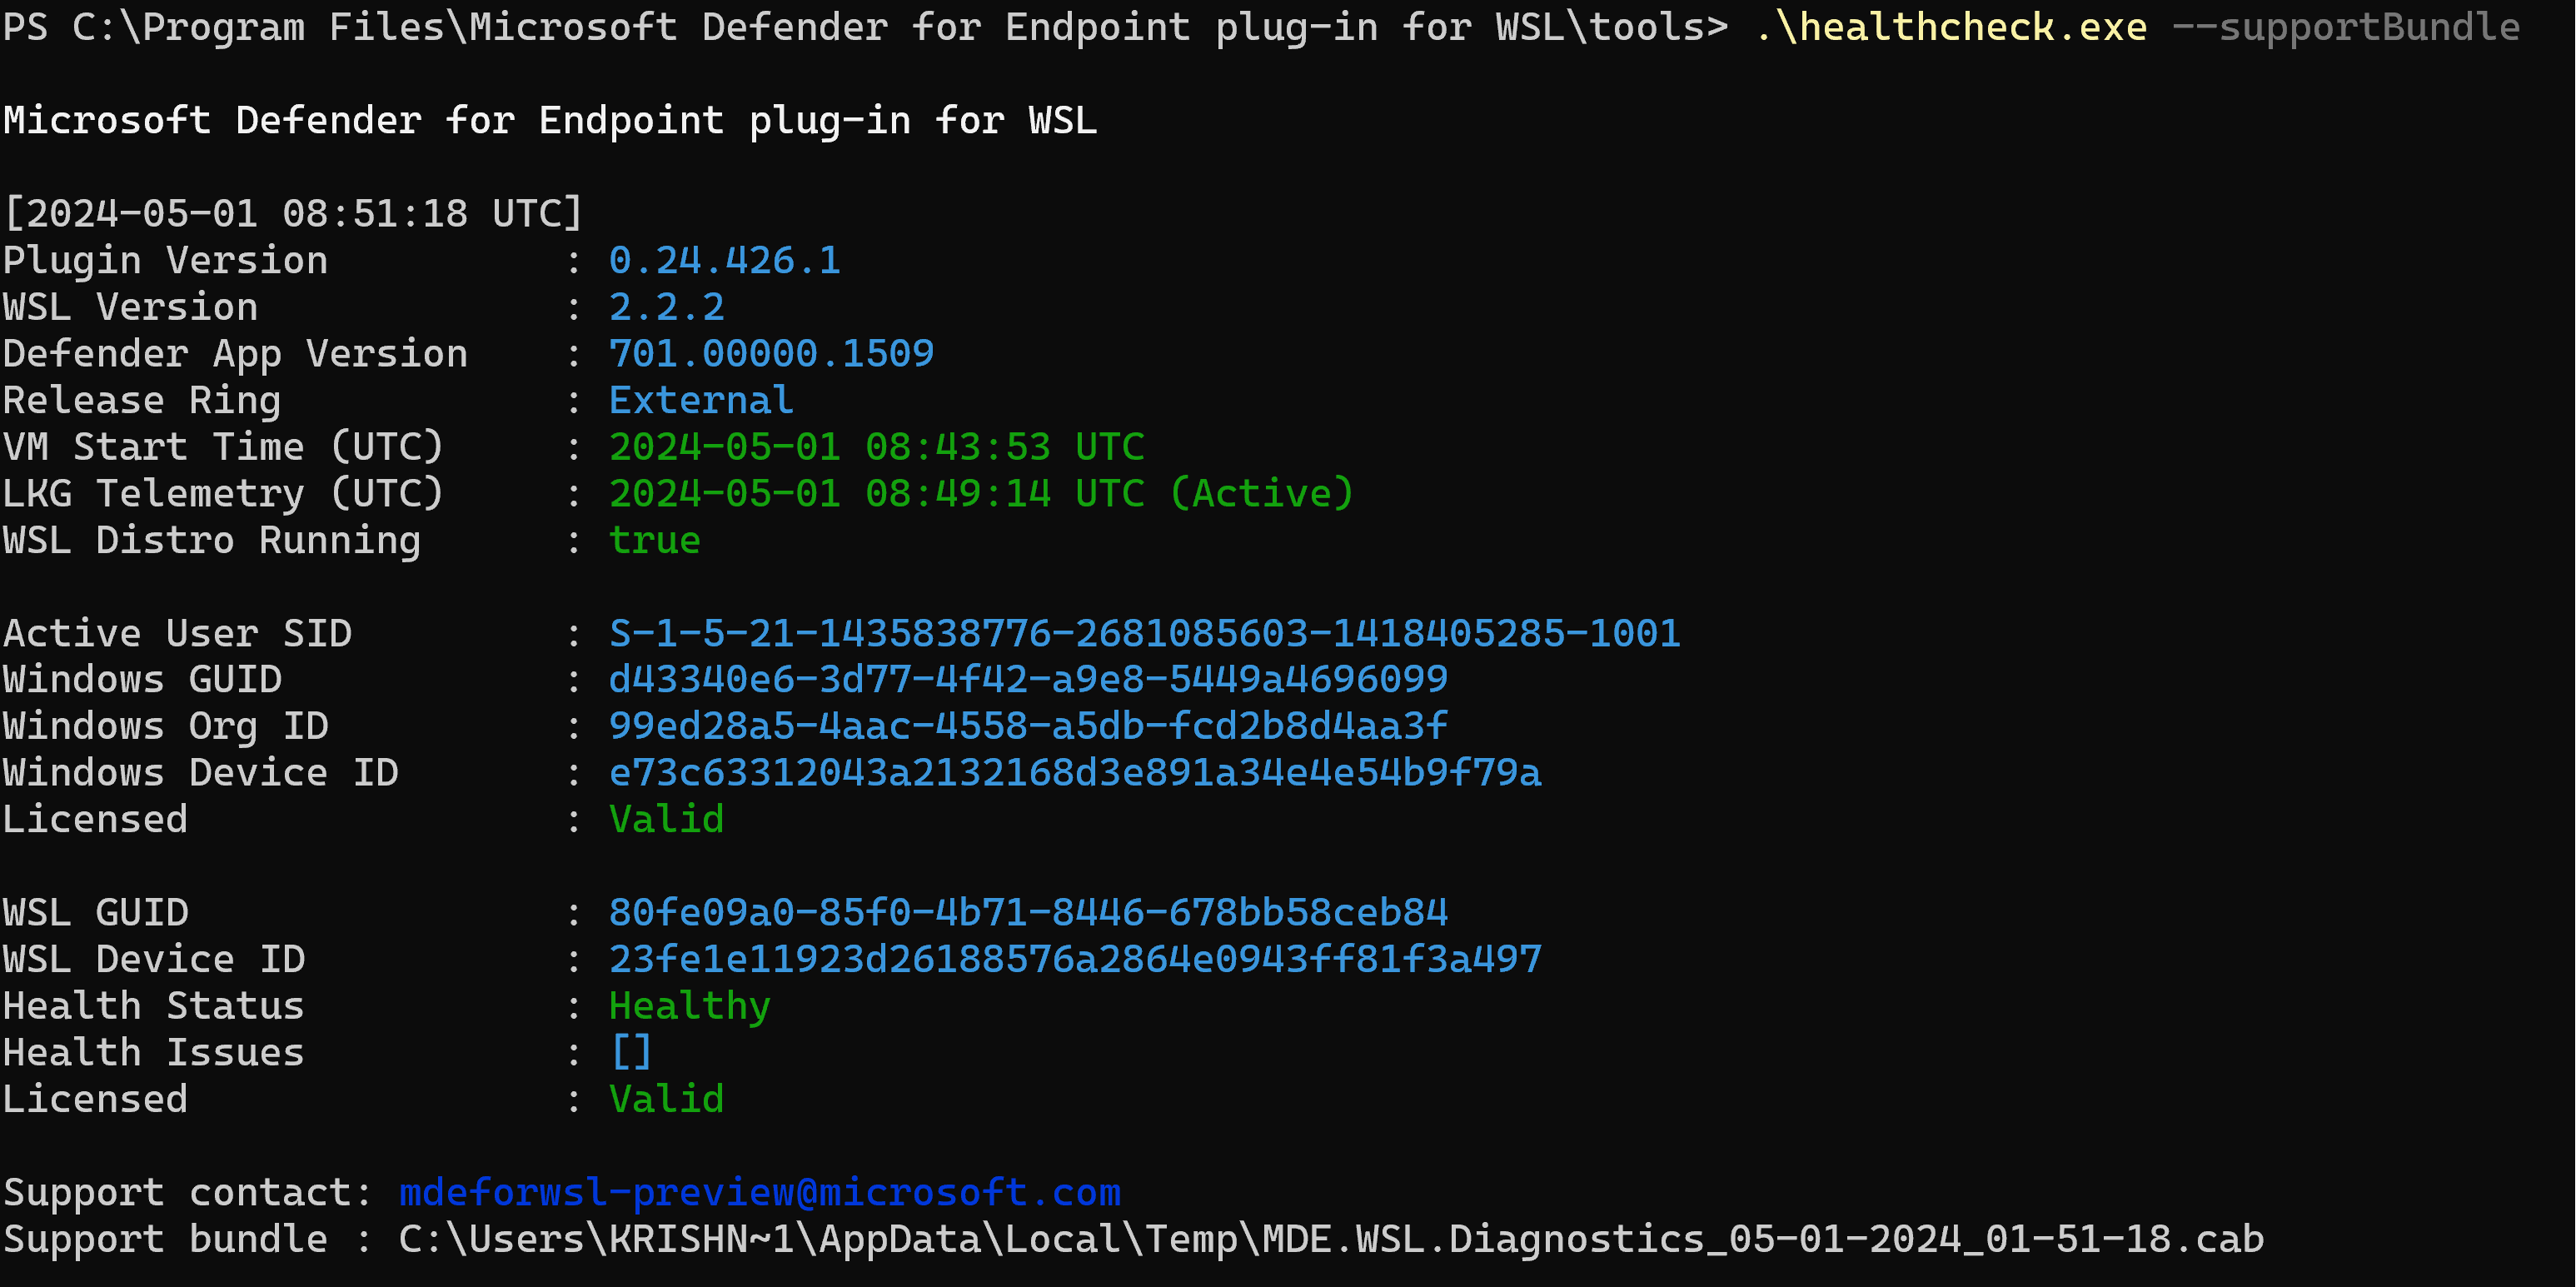 PS C:\Program Files\Microsoft Defender for Endpoint plug-in for WSL\tools> .\healthcheck.exe --supportBundle
Microsoft Defender for Endpoint plug-in for WSL
[2024-05-01 08:51:18 UTC]
Plugin Version : 0.24.426.1
WSL Version : 2.2.2
Defender App Version : 701.00000.1509
Release Ring : External
VM Start Time (UTC) : 2024-05-01 08:43:53 UTC
LKG Telemetry (UTC) : 2024-05-01 08:49:14 UTC (Active)
WSL Distro Running : true
Active User SID : S-1-5-21-1435838776-2681085603-1418405285-1001
Windows GUID : d43340e6-3d77-4f42-a9e8-5449a4696099
Windows Org ID : 99ed28a5-4aac-4558-a5db-fcd2b8d4aa3f
Windows Device ID : e73c63312043a2132168d3e891a34e4e54b9f79a
Licensed : Valid
WSL GUID : 80fe09a0-85f0-4b71-8446-678bb58ceb84
WSL Device ID : 23fe1e11923d26188576a2864e0943ff81f3a497
Health Status : Healthy
Health Issues : []
Licensed : Valid
Support contact: mdeforwsl-preview@microsoft.com
Support bundle : C:\Users\KRISHN~1\AppData\Local\Temp\MDE.WSL.Diagnostics_05-01-2024_01-51-18.cab